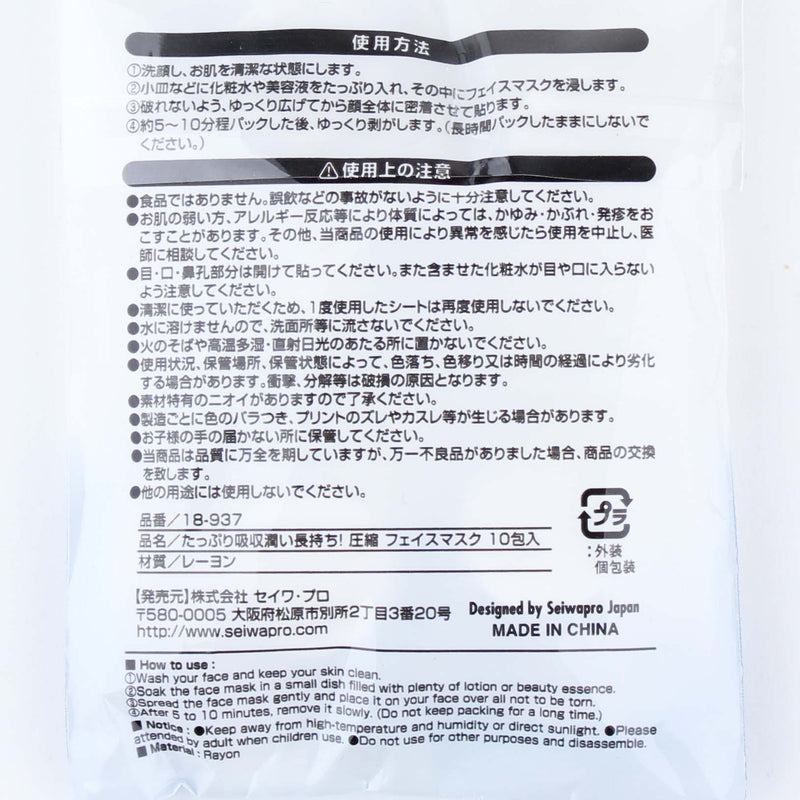 使用方法
①洗顔し、お肌を清潔な状態にします。
②小皿などに化粧水や美容液をたっぷり入れ、その中にフェイスマスクを浸します。
③破れないよう、ゆっくり広げてから顔全体に密着させて貼ります。
④約5〜10分程パックした後、ゆっくり剥がします。(長時間パックしたままにしないで
ください。)
⚠使用上の注意
●食品ではありません。誤飲などの事故がないように十分注意してください。
●お肌の弱い方、アレルギー反応等により体質によっては、かゆみ・かぶれ・発疹をお
こすことがあります。その他、当商品の使用により異常を感じたら使用を中止し、医
師に相談してください。
●目・口・鼻孔部分は開けて貼ってください。また含ませた化粧水が目や口に入らない
よう注意してください。
●清潔に使っていただくため、1度使用したシートは再度使用しないでください。
●水に溶けませんので、洗面所等に流さないでください。
●火のそばや高温多湿・直射日光のあたる所に置かないでください。
●使用状況、保管場所、保管状態によって、色落ち、色移り又は時間の経過により劣化
する場合があります。衝撃、分解等は破損の原因となります。
●素材特有のニオイがありますので了承ください。
●製造ごとに色のバラつき、プリントのズレやカスレ等が生じる場合があります。
●お子様の手の届かない所に保管してください。
●当商品は品質に万全を期していますが、万一不良品がありました場合、商品の交換
を致します。
●他の用途には使用しないでください。
品番/18-937
品名/たっぷり吸収潤い長持ち! 圧縮 フェイスマスク 10包入
材質/レーヨン
プラ
:外装
個包装
【発売元】株式会社 セイワ・プロ
〒580-0005 大阪府松原市別所2丁目3番20号
http://www.seiwapro.com
Designed by Seiwapro Japan
MADE IN CHINA
■ How to use :
①Wash your face and keep your skin clean.
②Soak the face mask in a small dish filled with plenty of lotion or beauty essence.
③Spread the face mask gently and place it on your face over all not to be torn.
④After 5 to 10 minutes, remove it slowly. (Do not keep packing for a long time.)
■ Notice : ●Keep away from high-temperature and humidity or direct sunlight. ●Please
attended by adult when children use. ●Do not use for other purposes and disassemble.
■ Material : Rayon